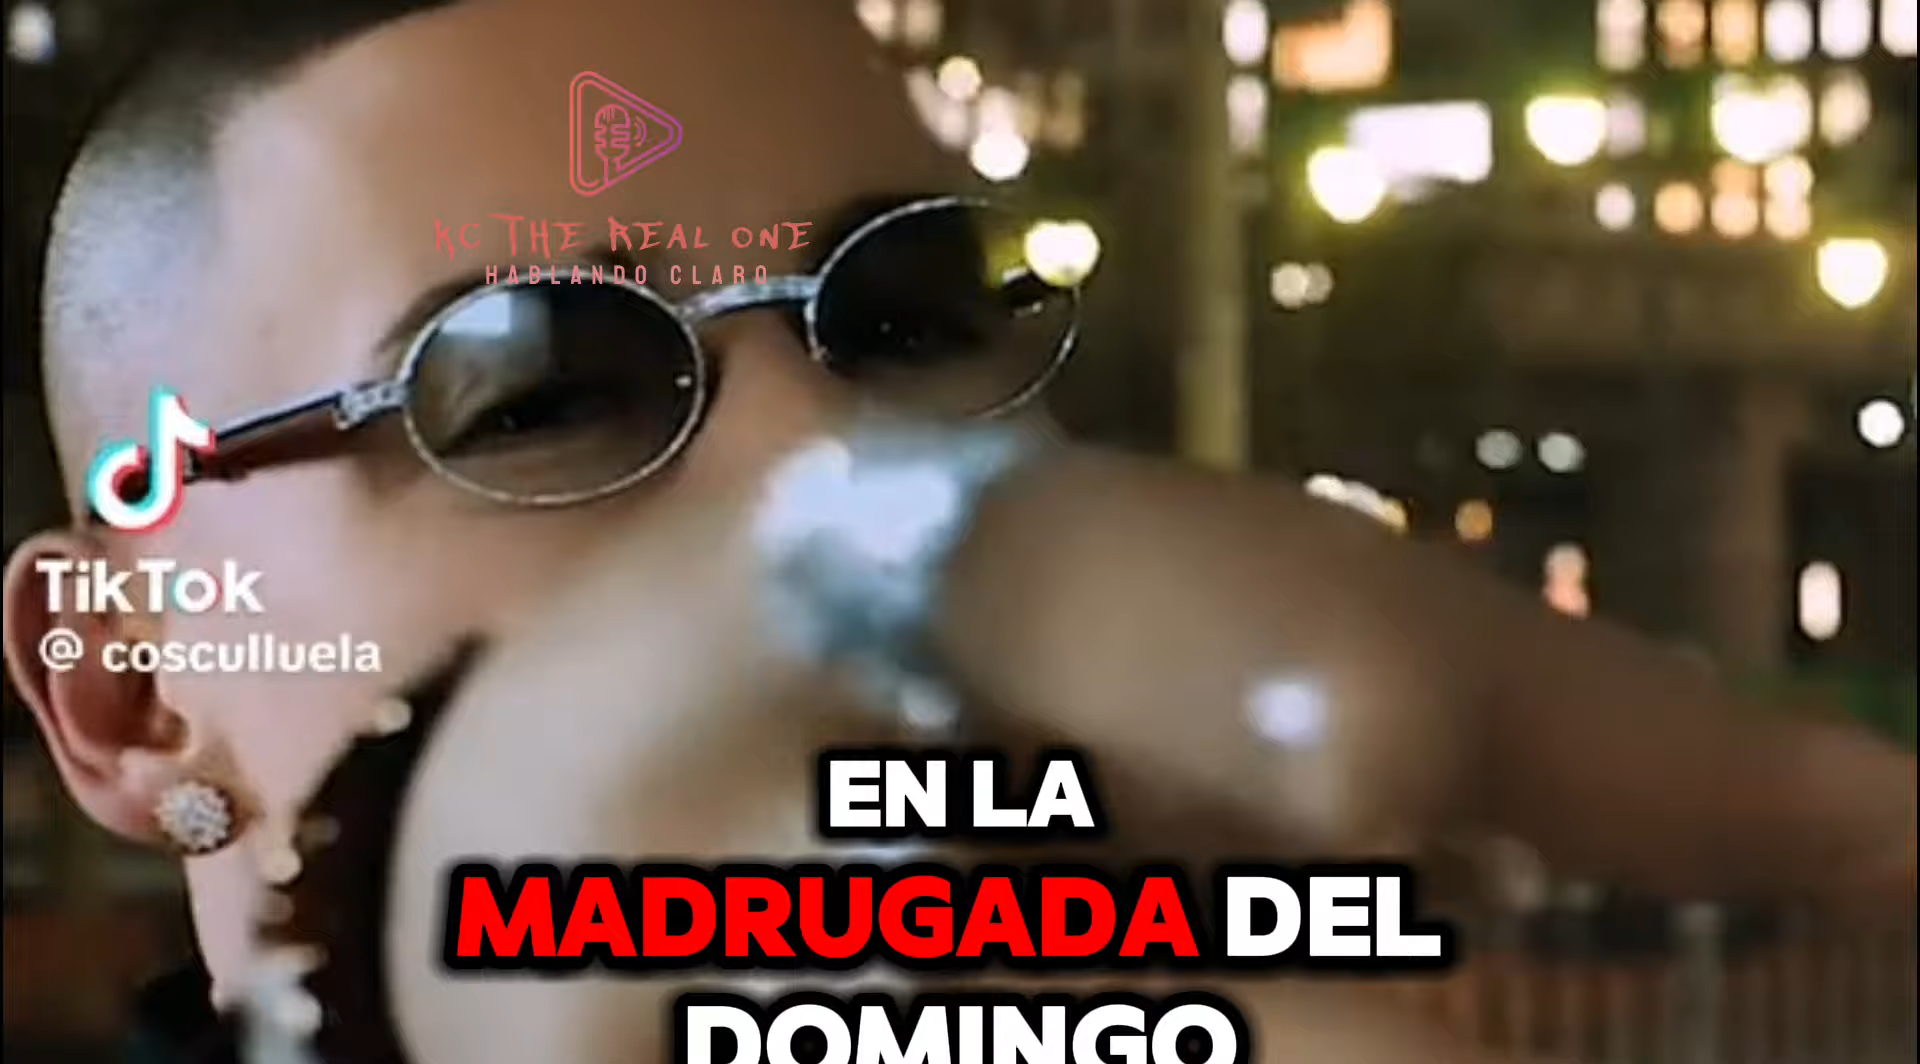 KC THE REAL ONE
HABLANDO CLARO
TikTok
@ cosculluela
EN LA
MADRUGADA DEL
DOMINGO